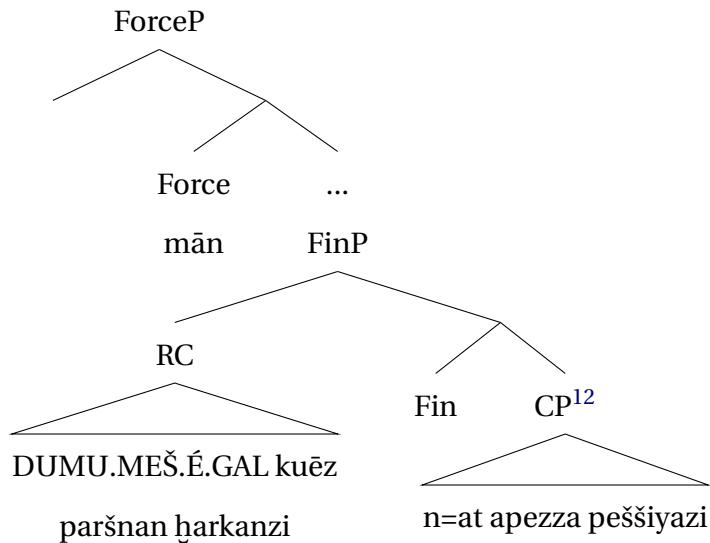 ForceP
Force ...
mān FinP
RC
Fin CP12
DUMU.MEŠ.É.GAL kuēz
n=at apezza peššiyazi
paršnan ḫarkanzi